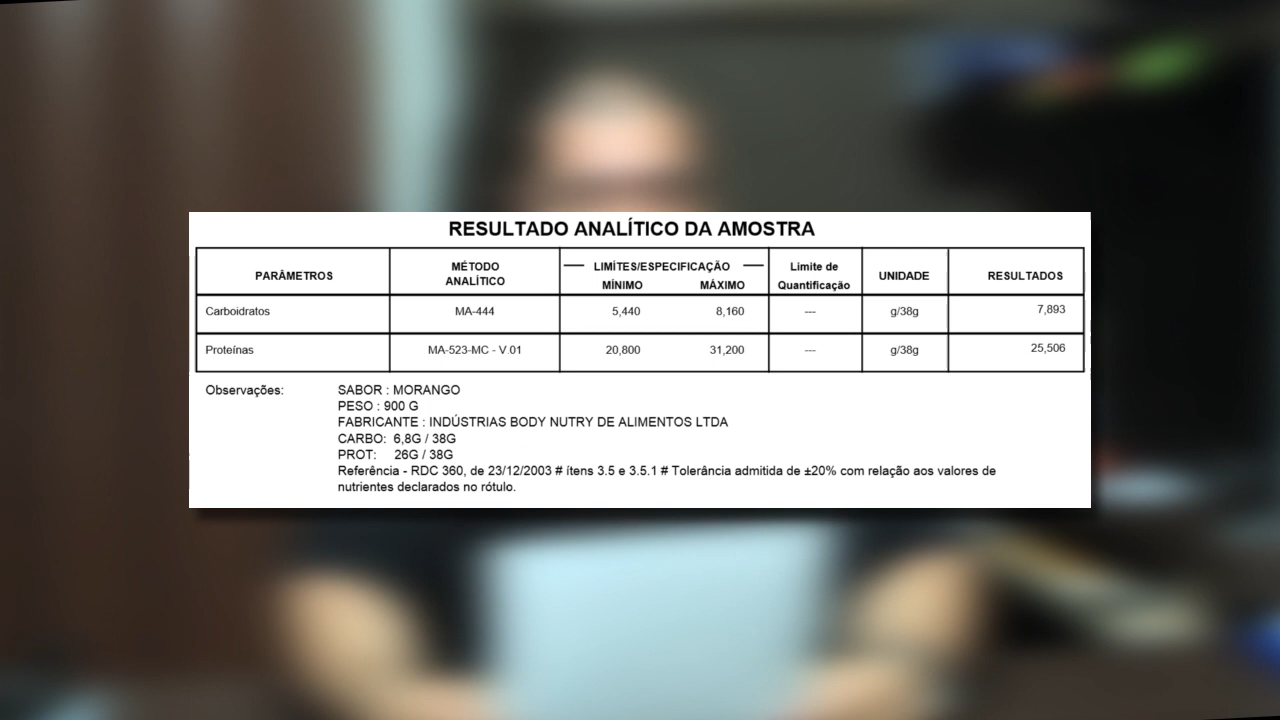 RESULTADO ANALÍTICO DA AMOSTRA
PARÂMETROS MÉTODO ANALÍTICO LIMÍTES/ESPECIFICAÇÃO MÍNIMO MÁXIMO Limite de Quantificação UNIDADE RESULTADOS
Carboidratos MA-444 5,440 8,160 --- g/38g 7,893
Proteínas MA-523-MC - V.01 20,800 31,200 --- g/38g 25,506
Observações: SABOR : MORANGO
PESO : 900 G
FABRICANTE : INDÚSTRIAS BODY NUTRY DE ALIMENTOS LTDA
CARBO: 6,8G / 38G
PROT: 26G / 38G
Referência - RDC 360, de 23/12/2003 # ítens 3.5 e 3.5.1 # Tolerância admitida de ±20% com relação aos valores de
nutrientes declarados no rótulo.